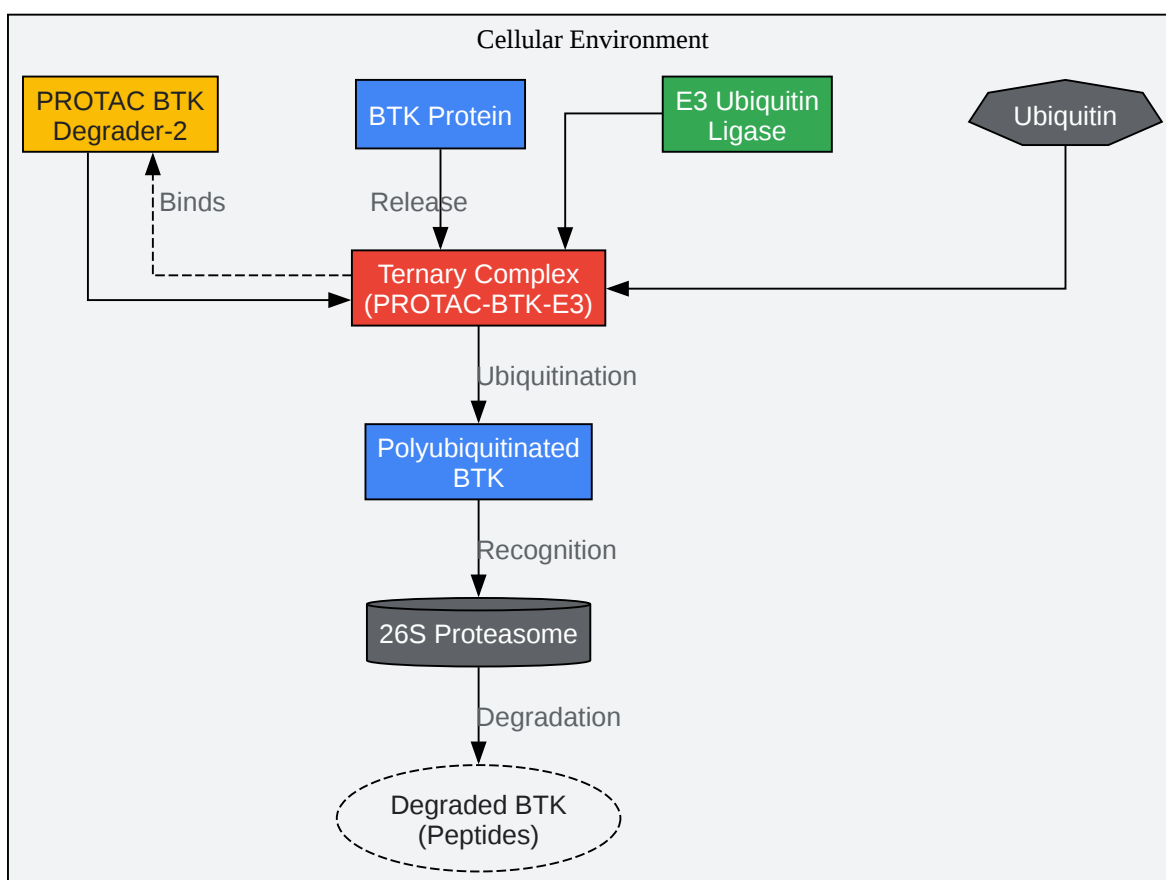 Cellular Environment
PROTAC BTK
Degrader-2
BTK Protein
E3 Ubiquitin
Ligase
Ubiquitin
Binds
Release
Ternary Complex
(PROTAC-BTK-E3)
Ubiquitination
Polyubiquitinated
BTK
Recognition
26S Proteasome
Degradation
Degraded BTK
(Peptides)